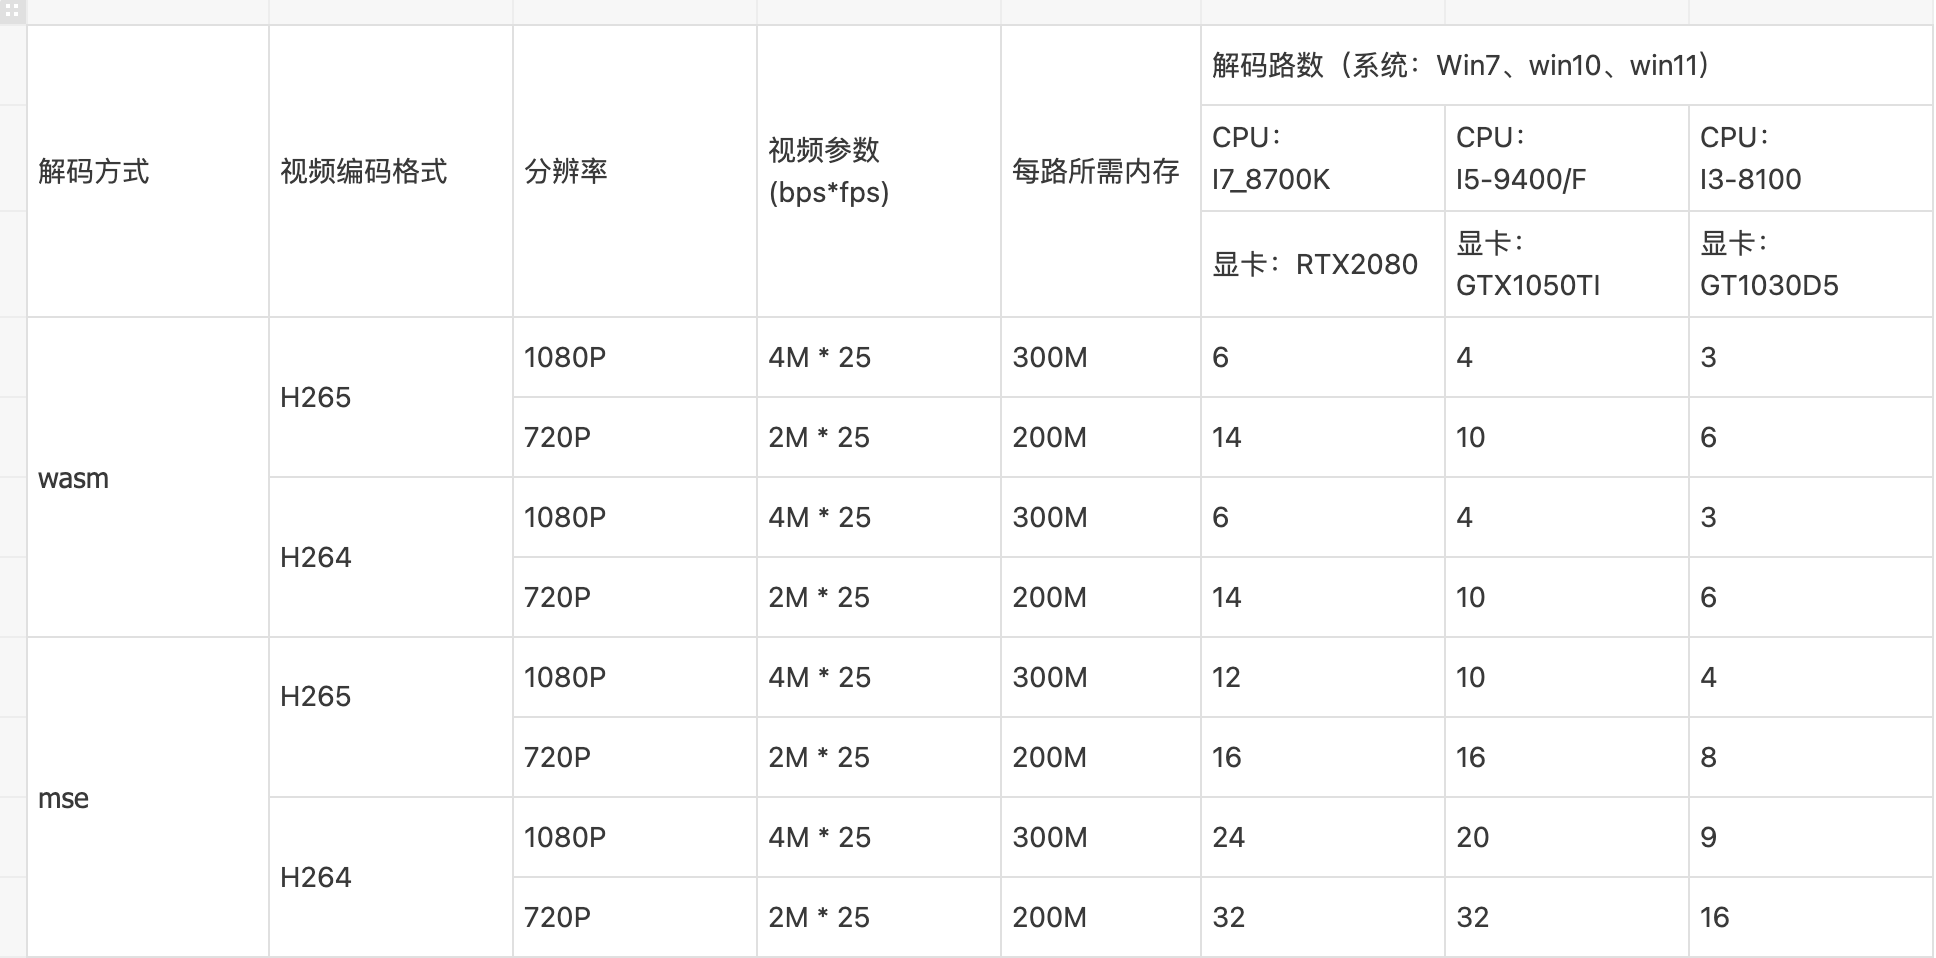 解码方式
视频编码格式
分辨率
视频参数
(bps*fps)
每路所需内存
解码路数（系统：Win7、win10、win11）
CPU：
I7_8700K
CPU：
I5-9400/F
CPU：
I3-8100
显卡：RTX2080
显卡：
GTX1050TI
显卡：
GT1030D5
wasm
H265
1080P
4M * 25
300M
6
4
3
720P
2M * 25
200M
14
10
6
H264
1080P
4M * 25
300M
6
4
3
720P
2M * 25
200M
14
10
6
mse
H265
1080P
4M * 25
300M
12
10
4
720P
2M * 25
200M
16
16
8
H264
1080P
4M * 25
300M
24
20
9
720P
2M * 25
200M
32
32
16